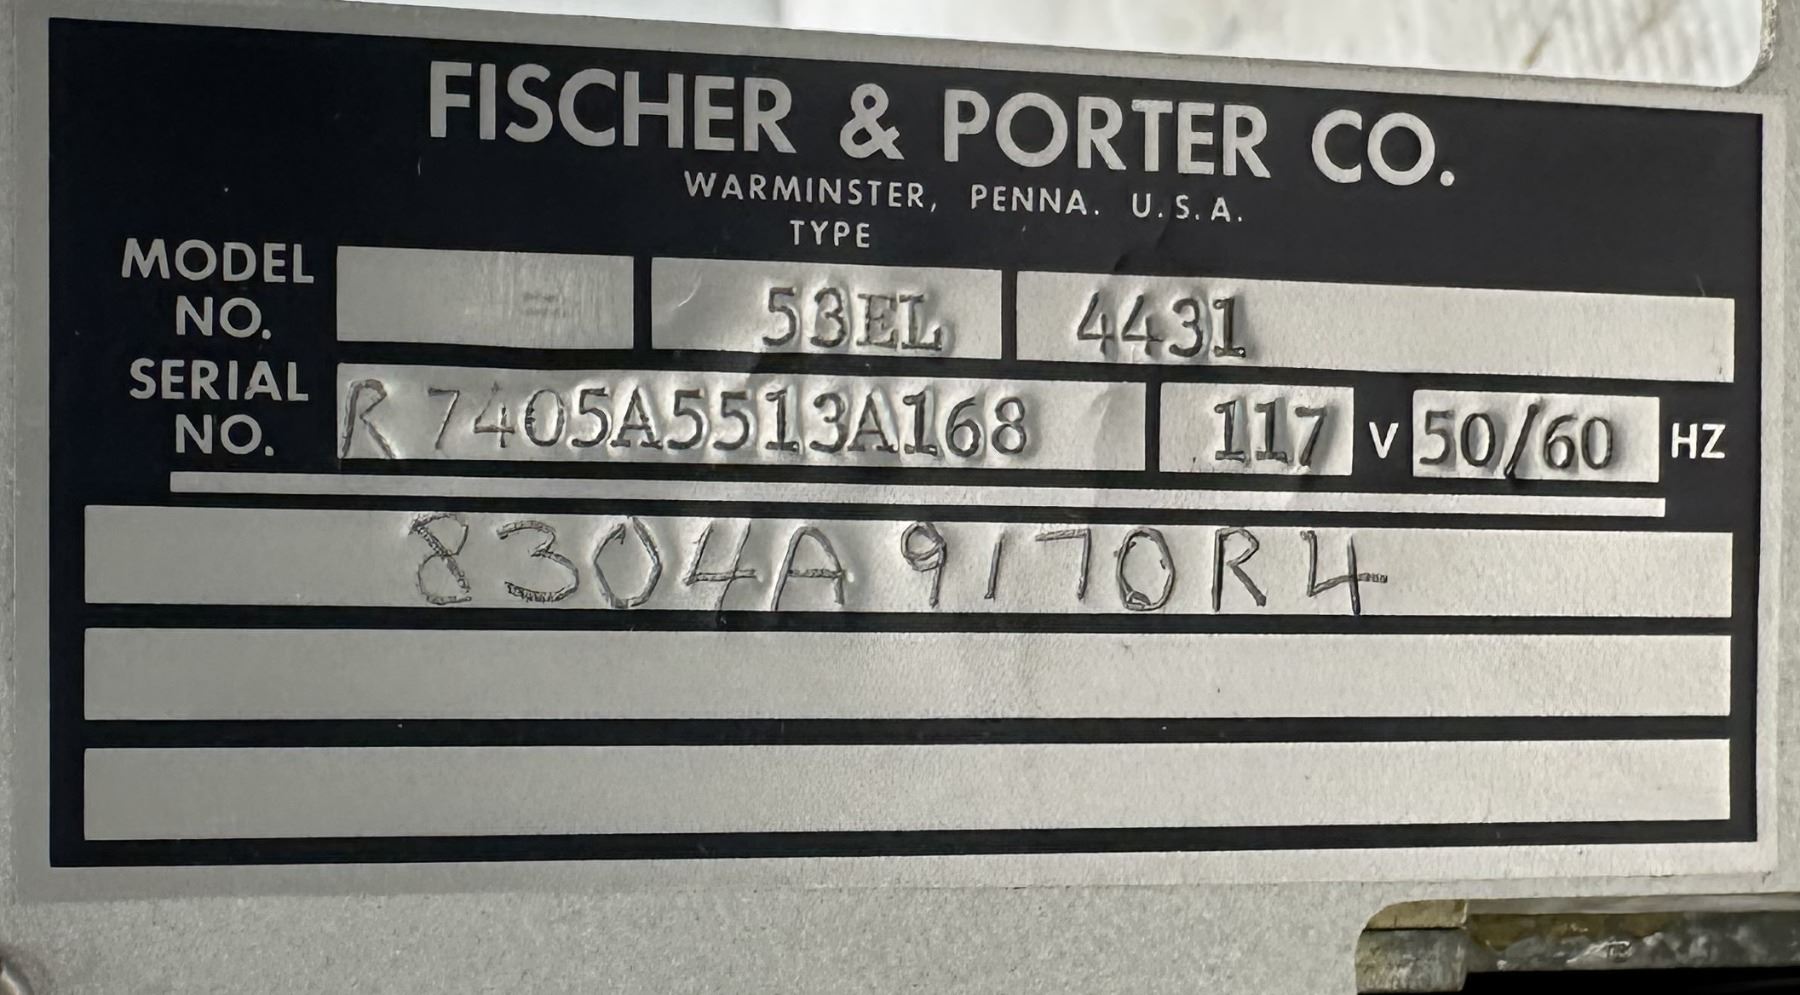 FISCHER & PORTER CO.
WARMINSTER, PENNA. U.S.A.
TYPE
MODEL NO. 53EL 4431
SERIAL NO. R 7405A5513A168 117 V 50/60 HZ
8304A9170R4